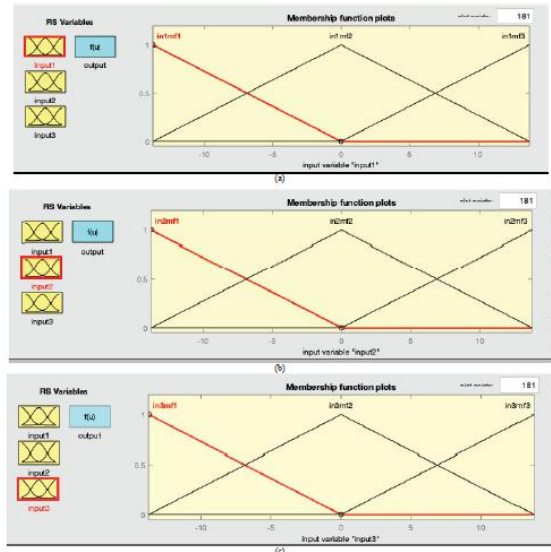 FIS Variables
Membership function plots
181
in1mf1
in1mf2
in1mf3
f(u)
input1
output
input2
input3
1
0.5
0
-10
-5
0
5
10
input variable "input1"
(a)
FIS Variables
Membership function plots
181
in2mf1
in2mf2
in2mf3
f(u)
input1
output
input2
input3
1
0.5
0
-10
-5
0
5
10
input variable "input2"
(b)
FIS Variables
Membership function plots
181
in3mf1
in3mf2
in3mf3
f(u)
input1
output
input2
input3
1
0.5
0
-10
-5
0
5
10
input variable "input3"
(c)